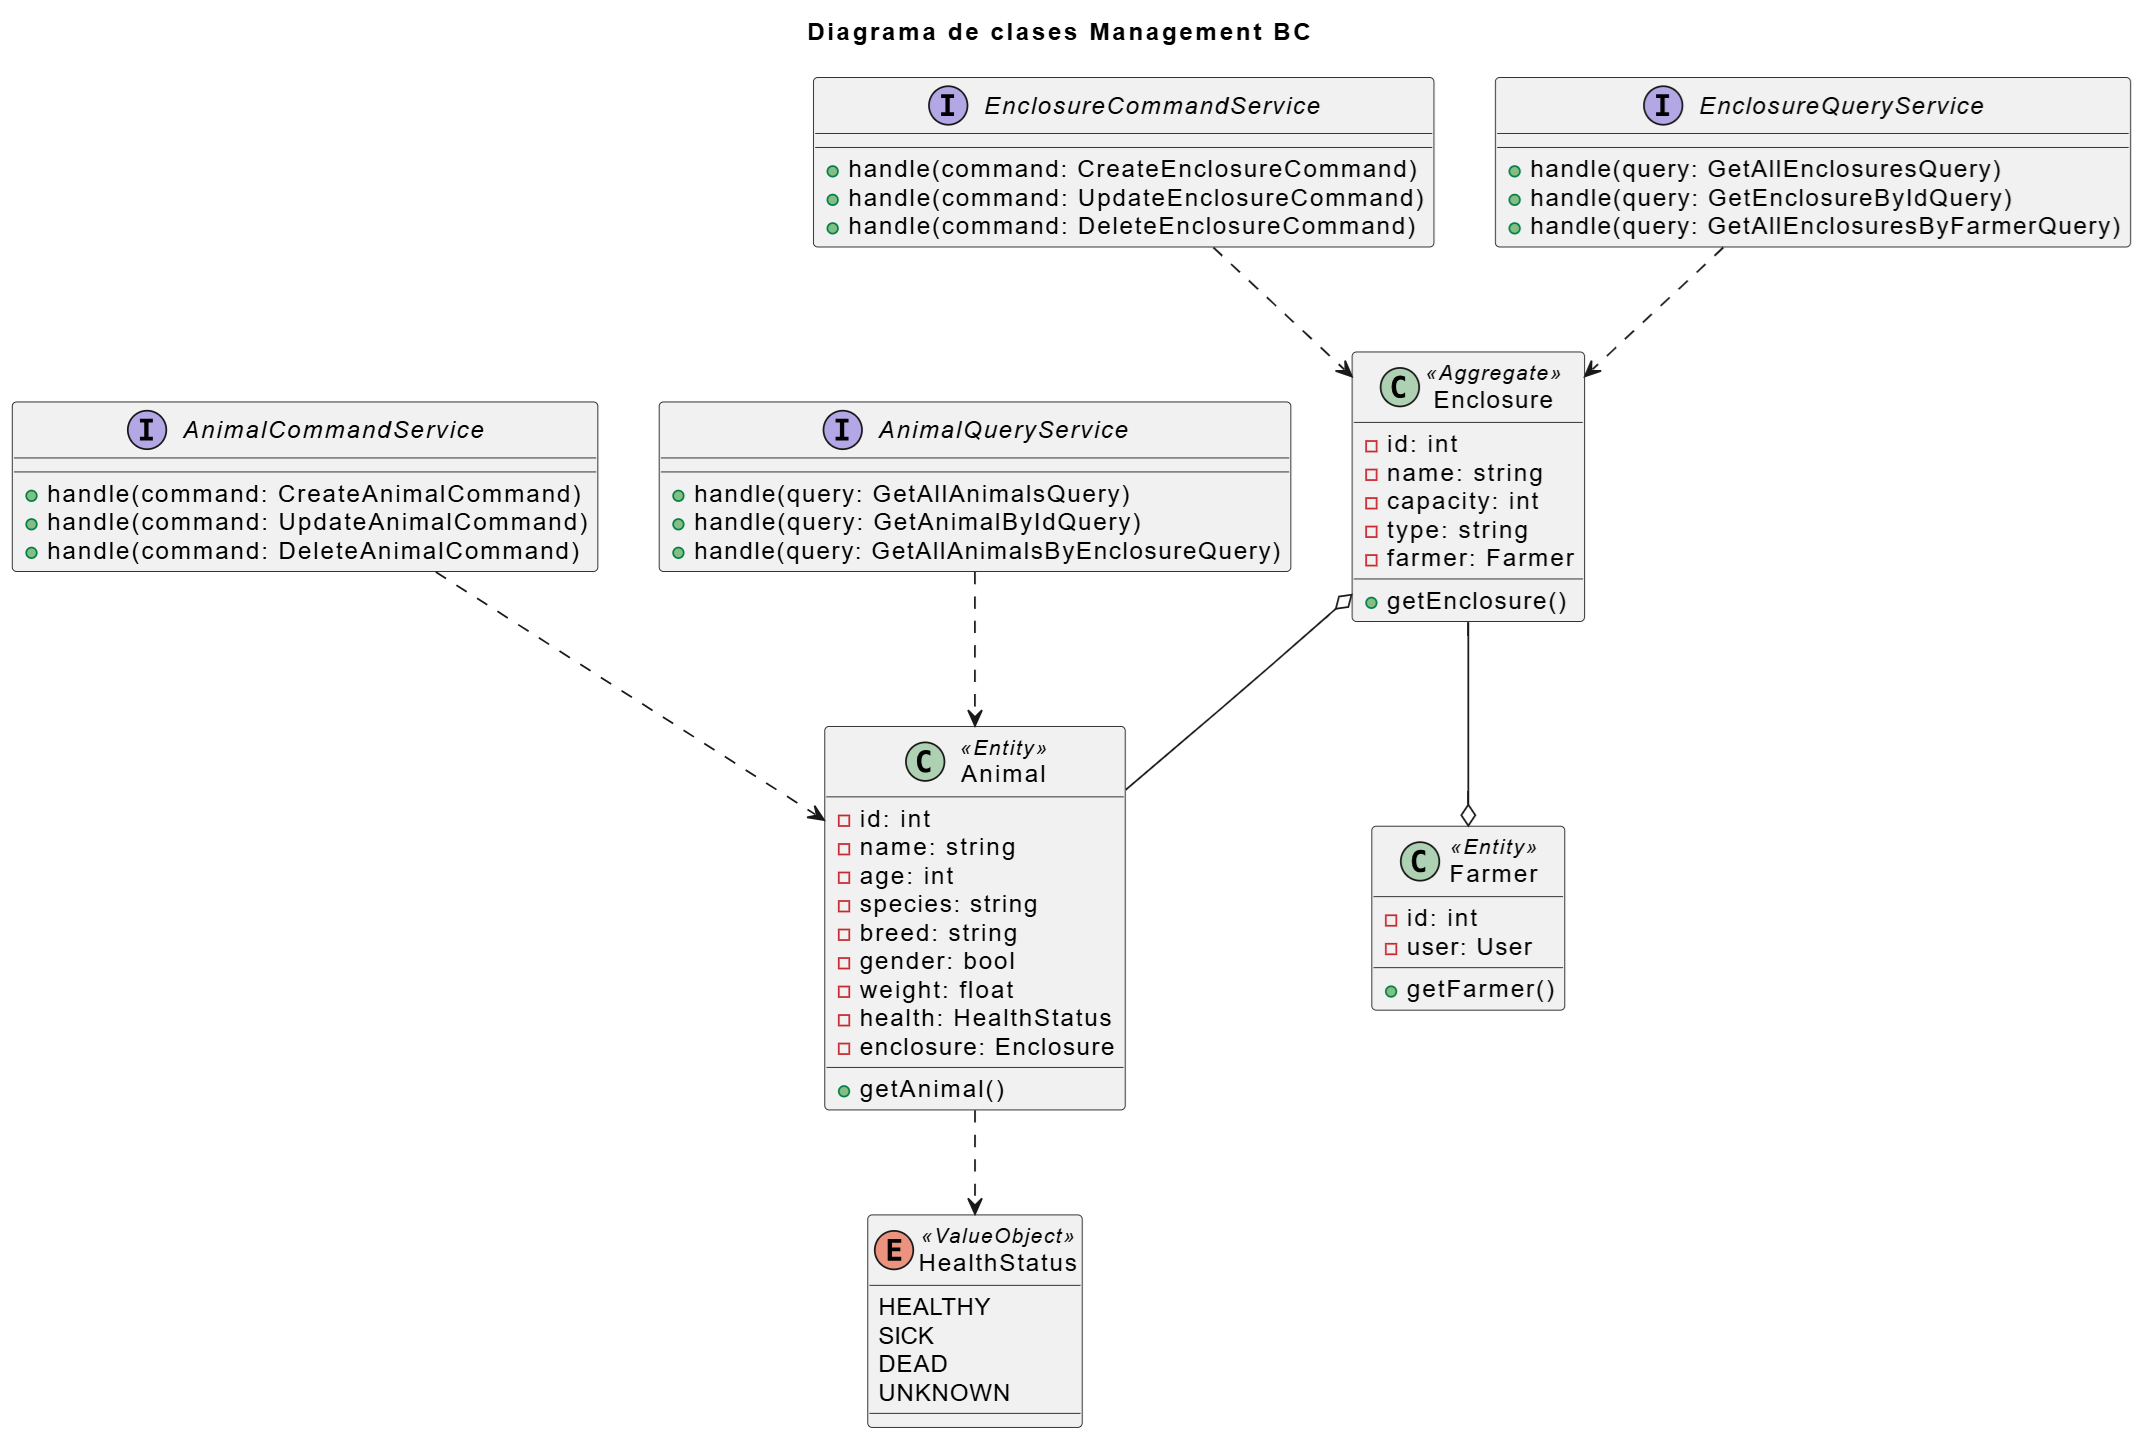 Diagrama de clases Management BC
I EnclosureCommandService
handle(command: CreateEnclosureCommand)
handle(command: UpdateEnclosureCommand)
handle(command: DeleteEnclosureCommand)
I EnclosureQueryService
handle(query: GetAllEnclosuresQuery)
handle(query: GetEnclosureByIdQuery)
handle(query: GetAllEnclosuresByFarmerQuery)
I AnimalCommandService
handle(command: CreateAnimalCommand)
handle(command: UpdateAnimalCommand)
handle(command: DeleteAnimalCommand)
I AnimalQueryService
handle(query: GetAllAnimalsQuery)
handle(query: GetAnimalByIdQuery)
handle(query: GetAllAnimalsByEnclosureQuery)
C «Aggregate»
Enclosure
id: int
name: string
capacity: int
type: string
farmer: Farmer
getEnclosure()
C «Entity»
Animal
id: int
name: string
age: int
species: string
breed: string
gender: bool
weight: float
health: HealthStatus
enclosure: Enclosure
getAnimal()
C «Entity»
Farmer
id: int
user: User
getFarmer()
E «ValueObject»
HealthStatus
HEALTHY
SICK
DEAD
UNKNOWN